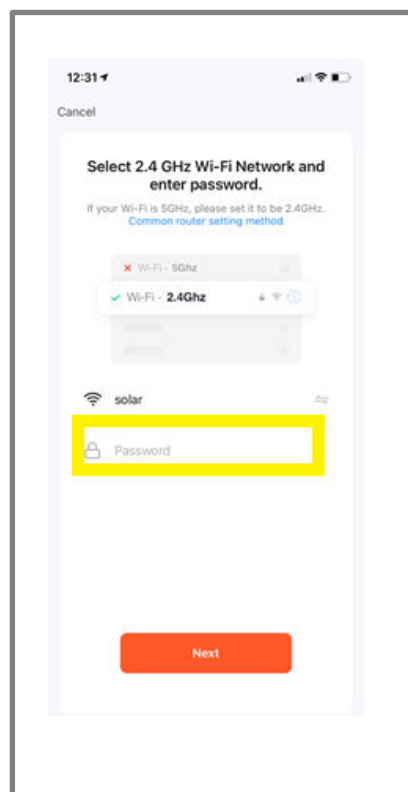 12:31
Cancel
Select 2.4 GHz Wi-Fi Network and
enter password.
If your Wi-Fi is 5GHz, please set it to be 2.4GHz.
Common router setting method
Wi-Fi - 5Ghz
Wi-Fi - 2.4Ghz
solar
Password
Next